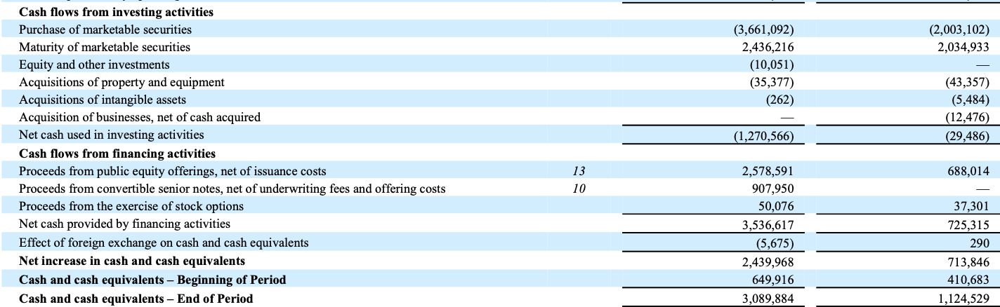 Cash flows from investing activities
Purchase of marketable securities (3,661,092) (2,003,102)
Maturity of marketable securities 2,436,216 2,034,933
Equity and other investments (10,051) —
Acquisitions of property and equipment (35,377) (43,357)
Acquisitions of intangible assets (262) (5,484)
Acquisition of businesses, net of cash acquired — (12,476)
Net cash used in investing activities (1,270,566) (29,486)
Cash flows from financing activities
Proceeds from public equity offerings, net of issuance costs 13 2,578,591 688,014
Proceeds from convertible senior notes, net of underwriting fees and offering costs 10 907,950 —
Proceeds from the exercise of stock options 50,076 37,301
Net cash provided by financing activities 3,536,617 725,315
Effect of foreign exchange on cash and cash equivalents (5,675) 290
Net increase in cash and cash equivalents 2,439,968 713,846
Cash and cash equivalents – Beginning of Period 649,916 410,683
Cash and cash equivalents – End of Period 3,089,884 1,124,529